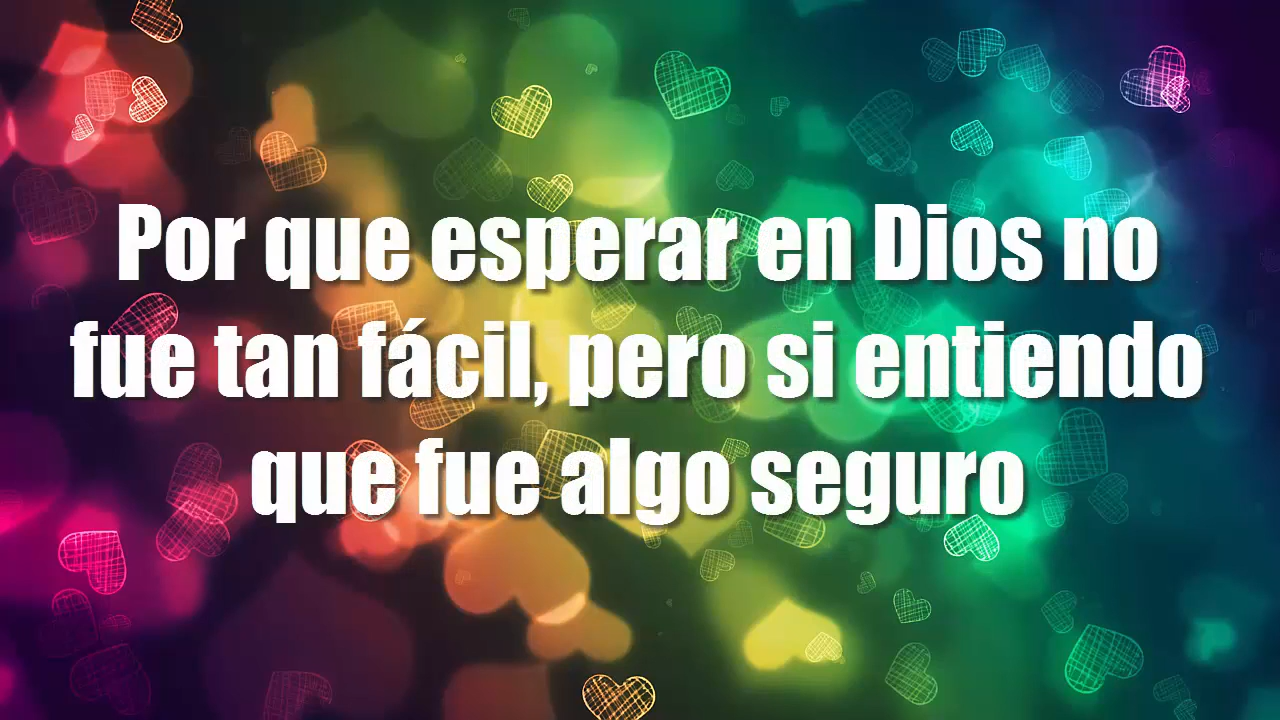 Por que esperar en Dios no
fue tan fácil, pero si entiendo
que fue algo seguro